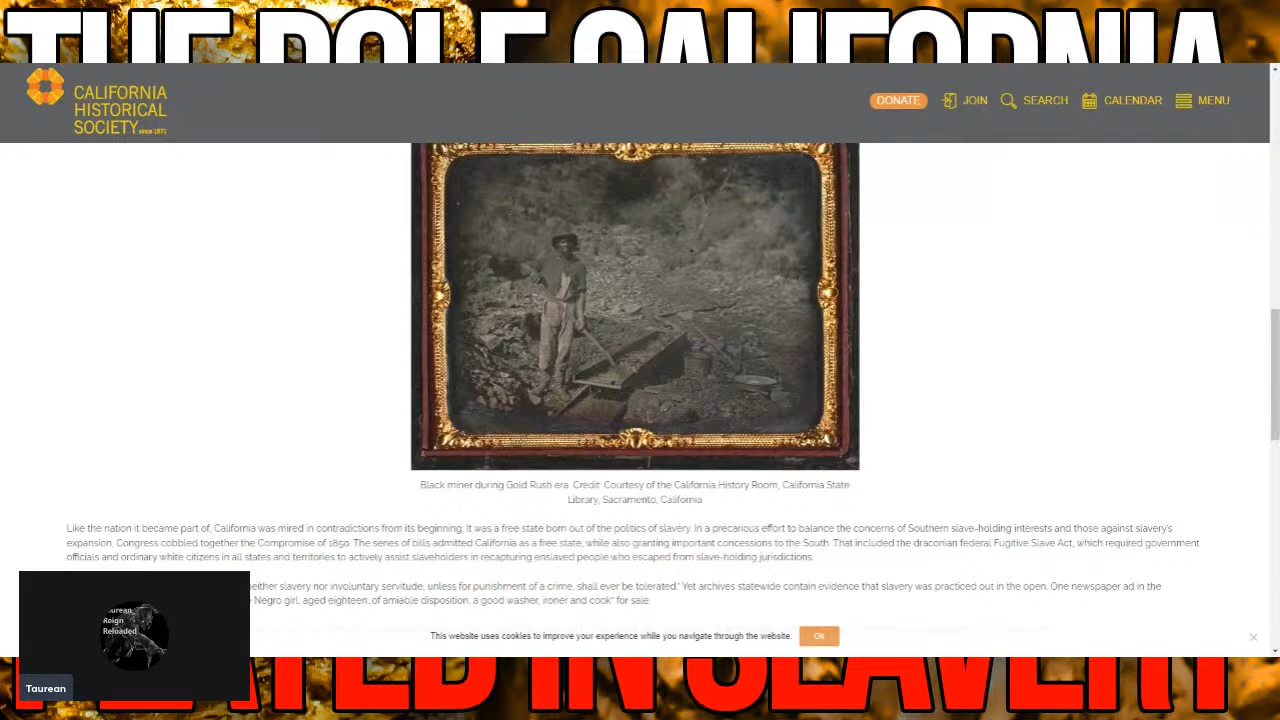 THE ROLE CALIFORNIA
CALIFORNIA
HISTORICAL
SOCIETY since 1871
DONATE
JOIN
SEARCH
CALENDAR
MENU
Black miner during Gold Rush era. Credit: Courtesy of the California History Room, California State
Library, Sacramento, California
Like the nation it became part of, California was mired in contradictions from its beginning. It was a free state born out of the politics of slavery. In a precarious effort to balance the concerns of Southern slave-holding interests and those against slavery's
expansion, Congress cobbled together the Compromise of 1850. The series of bills admitted California as a free state, while also granting important concessions to the South. That included the draconian federal Fugitive Slave Act, which required government
officials and ordinary white citizens in all states and territories to actively assist slaveholders in recapturing enslaved people who escaped from slave-holding jurisdictions.
neither slavery nor involuntary servitude, unless for punishment of a crime, shall ever be tolerated." Yet archives statewide contain evidence that slavery was practiced out in the open. One newspaper ad in the
Negro girl, aged eighteen…of amiable disposition, a good washer, ironer and cook" for sale.
This website uses cookies to improve your experience while you navigate through the website.
Ok
Reign
Reloaded
Taurean
IN SLAVERY